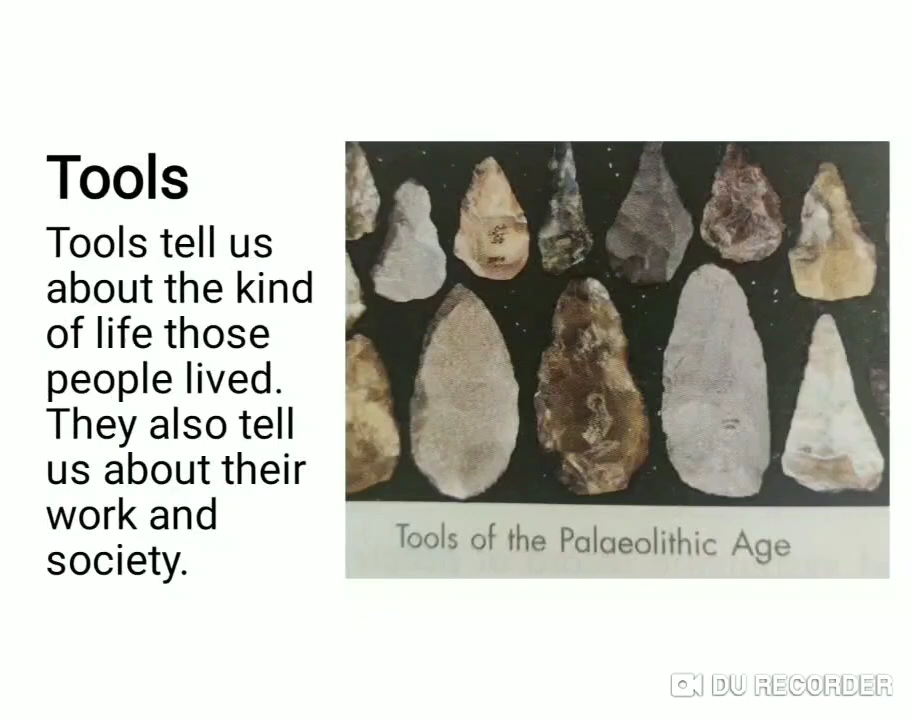 Tools
Tools tell us
about the kind
of life those
people lived.
They also tell
us about their
work and
society.
Tools of the Palaeolithic Age
DU RECORDER